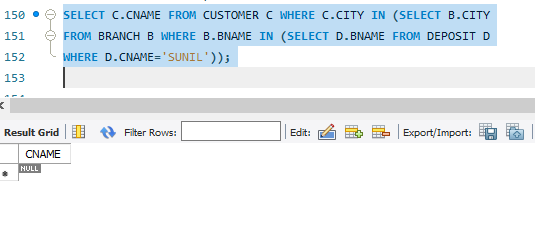 150 SELECT C.CNAME FROM CUSTOMER C WHERE C.CITY IN (SELECT B.CITY
151 FROM BRANCH B WHERE B.BNAME IN (SELECT D.BNAME FROM DEPOSIT D
152 WHERE D.CNAME='SUNIL'));
153
Result Grid Filter Rows: Edit: Export/Import:
CNAME
NULL